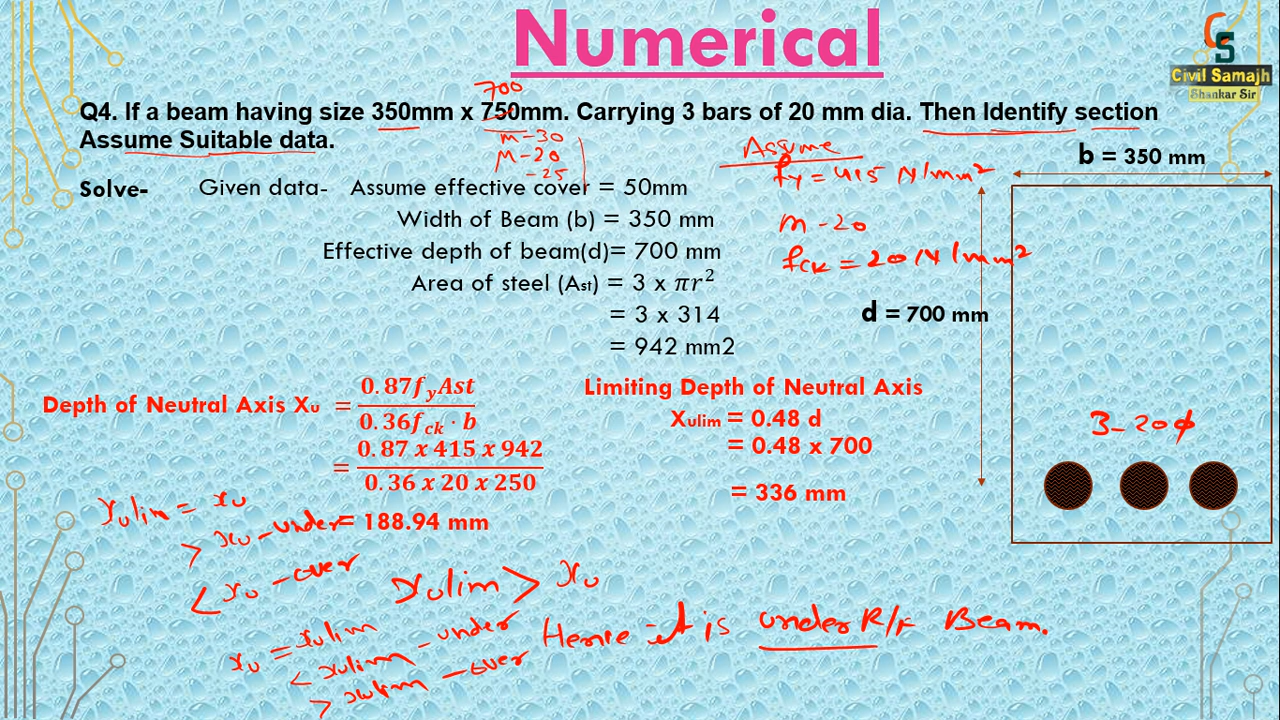 Numerical
CS
Civil Samajh
Shankar Sir
700
Q4. If a beam having size 350mm x 750mm. Carrying 3 bars of 20 mm dia. Then Identify section
Assume Suitable data.
m-30
M-20
-25
Assume
fy = 415 N/mm²
m-20
fck = 20 N/mm²
b = 350 mm
Solve- Given data- Assume effective cover = 50mm
Width of Beam (b) = 350 mm
Effective depth of beam(d)= 700 mm
Area of steel (Ast) = 3 x πr²
= 3 x 314
= 942 mm2
d = 700 mm
3-20ϕ
Depth of Neutral Axis Xu = 0.87fyAst / 0.36fck · b
= 0.87 x 415 x 942 / 0.36 x 20 x 250
= 188.94 mm
Limiting Depth of Neutral Axis
Xulim = 0.48 d
= 0.48 x 700
= 336 mm
xulim = xu
> xu - under
< xu - over
xulim > xu
xu = xulim
< xulim - under
> xulim - over
Hence it is under R/F Beam.